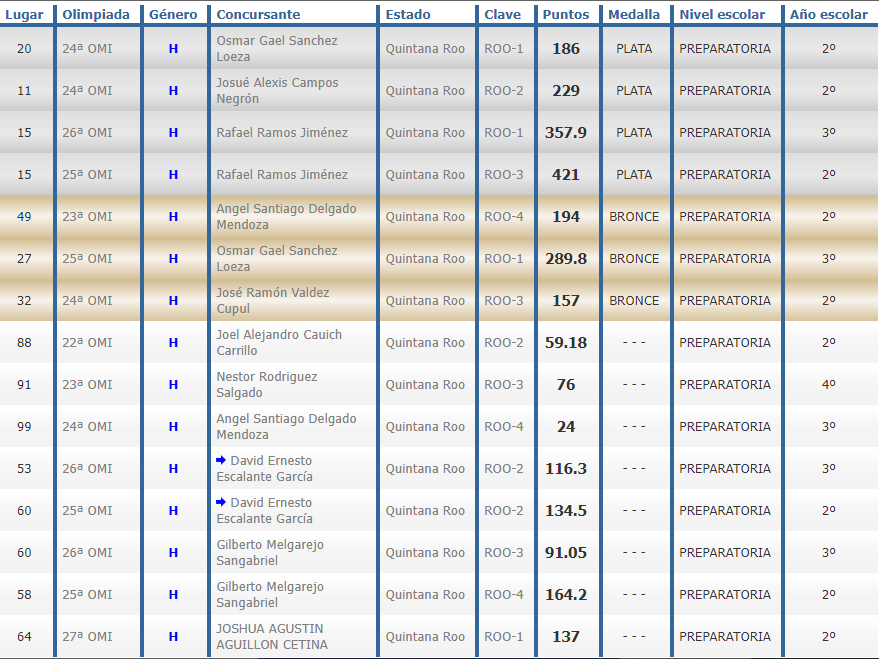 Lugar Olimpiada Género Concursante Estado Clave Puntos Medalla Nivel escolar Año escolar
20 24ª OMI H Osmar Gael Sanchez Loeza Quintana Roo ROO-1 186 PLATA PREPARATORIA 2º
11 24ª OMI H Josué Alexis Campos Negrón Quintana Roo ROO-2 229 PLATA PREPARATORIA 2º
15 26ª OMI H Rafael Ramos Jiménez Quintana Roo ROO-1 357.9 PLATA PREPARATORIA 3º
15 25ª OMI H Rafael Ramos Jiménez Quintana Roo ROO-3 421 PLATA PREPARATORIA 2º
49 23ª OMI H Angel Santiago Delgado Mendoza Quintana Roo ROO-4 194 BRONCE PREPARATORIA 2º
27 25ª OMI H Osmar Gael Sanchez Loeza Quintana Roo ROO-1 289.8 BRONCE PREPARATORIA 3º
32 24ª OMI H José Ramón Valdez Cupul Quintana Roo ROO-3 157 BRONCE PREPARATORIA 2º
88 22ª OMI H Joel Alejandro Cauich Carrillo Quintana Roo ROO-2 59.18 - - - PREPARATORIA 2º
91 23ª OMI H Nestor Rodriguez Salgado Quintana Roo ROO-3 76 - - - PREPARATORIA 4º
99 24ª OMI H Angel Santiago Delgado Mendoza Quintana Roo ROO-4 24 - - - PREPARATORIA 3º
53 26ª OMI H David Ernesto Escalante García Quintana Roo ROO-2 116.3 - - - PREPARATORIA 3º
60 25ª OMI H David Ernesto Escalante García Quintana Roo ROO-2 134.5 - - - PREPARATORIA 2º
60 26ª OMI H Gilberto Melgarejo Sangabriel Quintana Roo ROO-3 91.05 - - - PREPARATORIA 3º
58 25ª OMI H Gilberto Melgarejo Sangabriel Quintana Roo ROO-4 164.2 - - - PREPARATORIA 2º
64 27ª OMI H JOSHUA AGUSTIN AGUILLON CETINA Quintana Roo ROO-1 137 - - - PREPARATORIA 2º